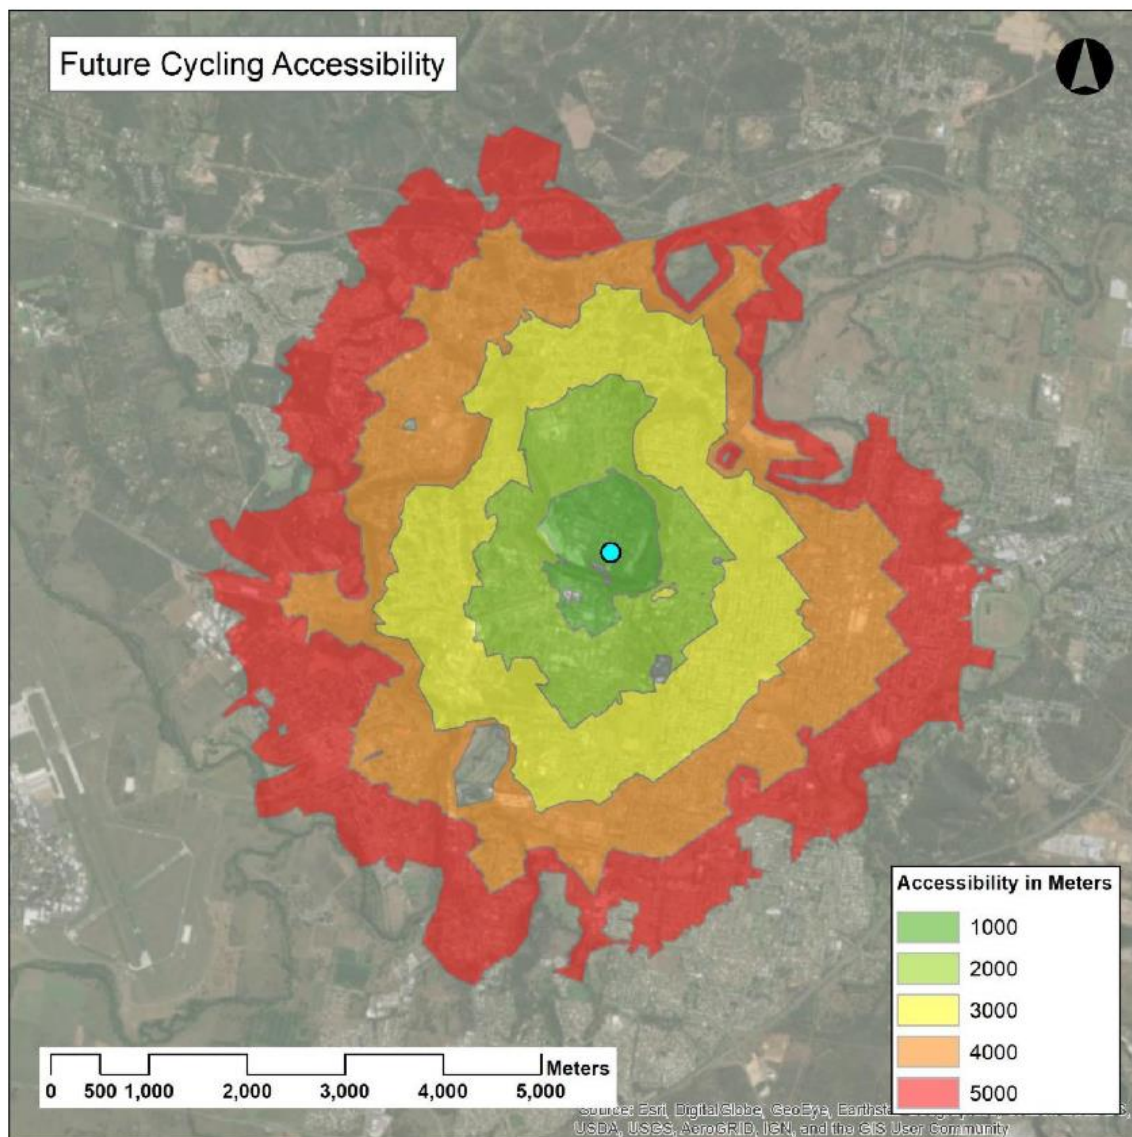 Future Cycling Accessibility
Accessibility in Meters
1000
2000
3000
4000
5000
Meters
0 500 1,000 2,000 3,000 4,000 5,000
Source: Esri, DigitalGlobe, GeoEye,
USDA, USGS, AeroGRID, IGN, and the GIS User Community